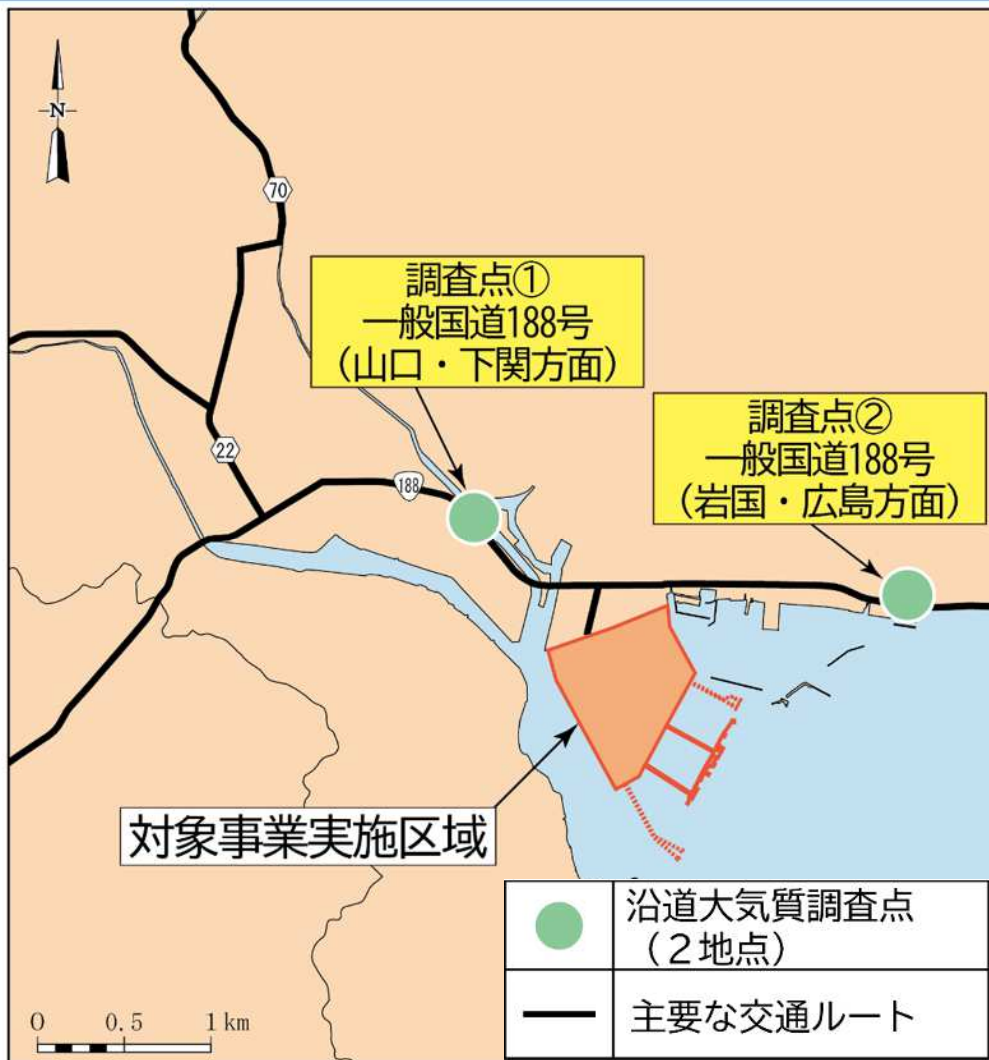 N
70
調査点①
一般国道188号
（山口・下関方面）
調査点②
一般国道188号
（岩国・広島方面）
22
188
対象事業実施区域
沿道大気質調査点
（２地点）
主要な交通ルート
0 0.5 1 km